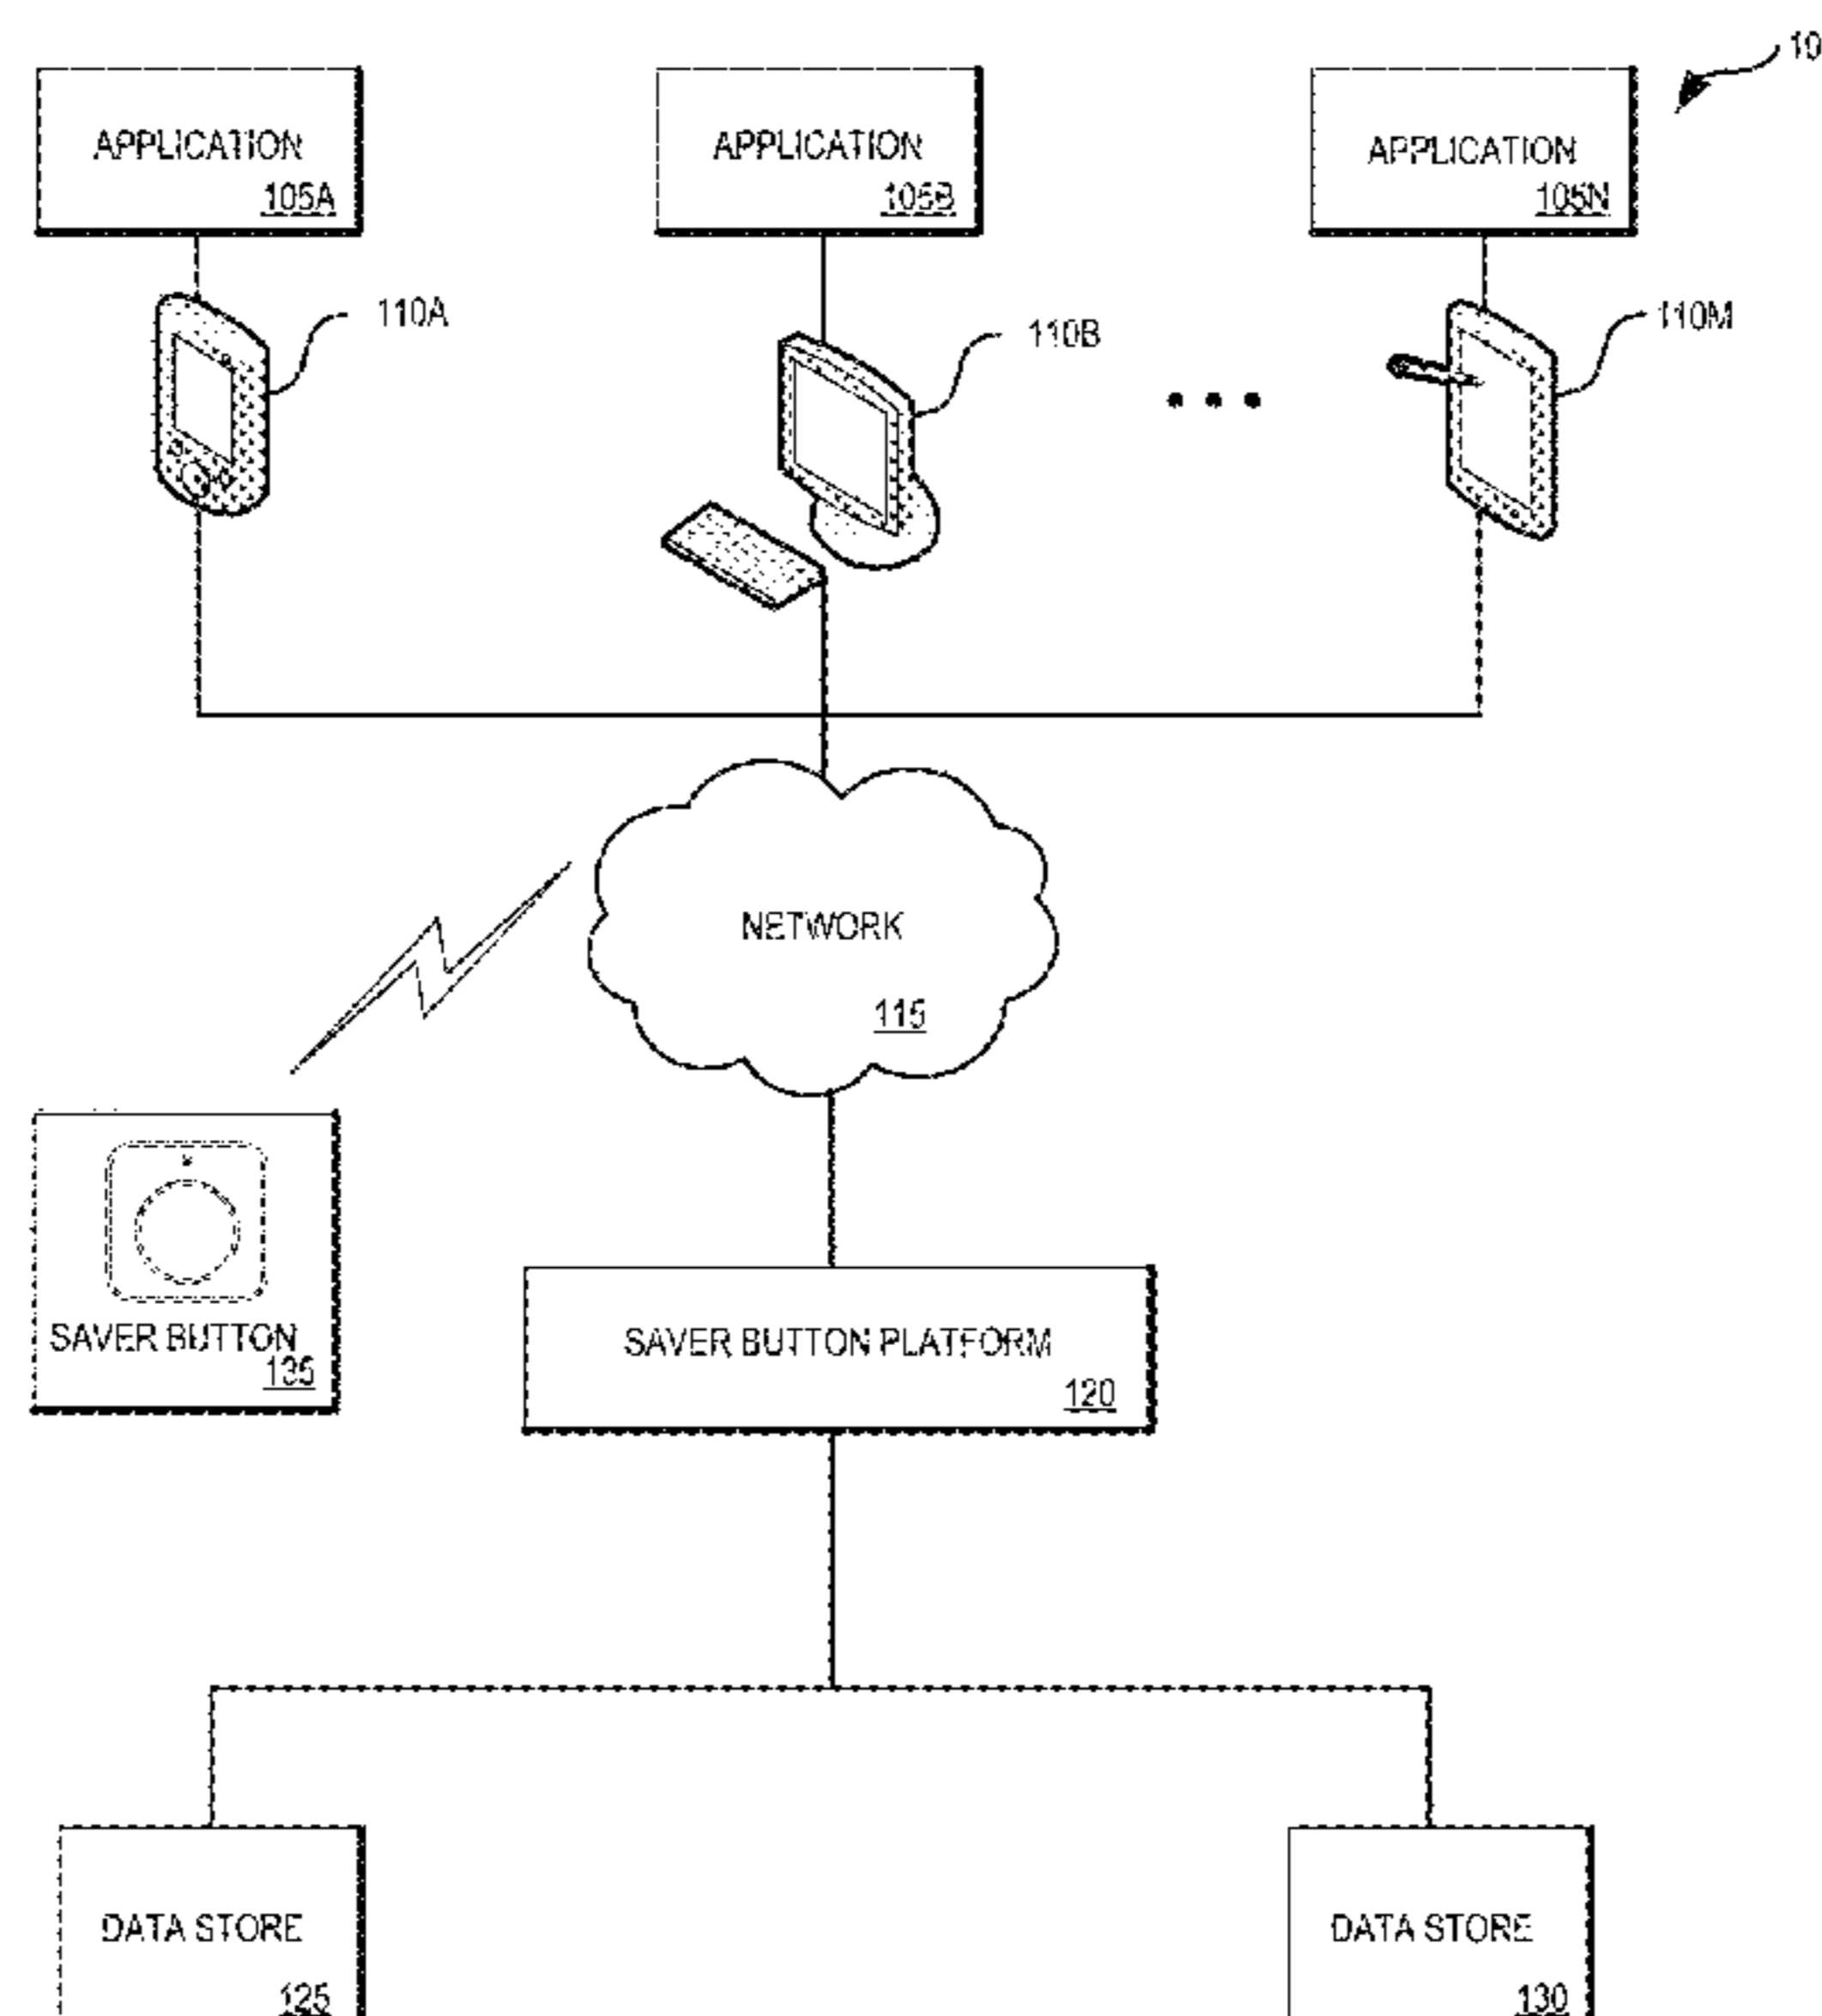 10
APPLICATION
105A
APPLICATION
105B
APPLICATION
105N
110A
110B
110M
NETWORK
115
SAVER BUTTON
135
SAVER BUTTON PLATFORM
120
DATA STORE
125
DATA STORE
130